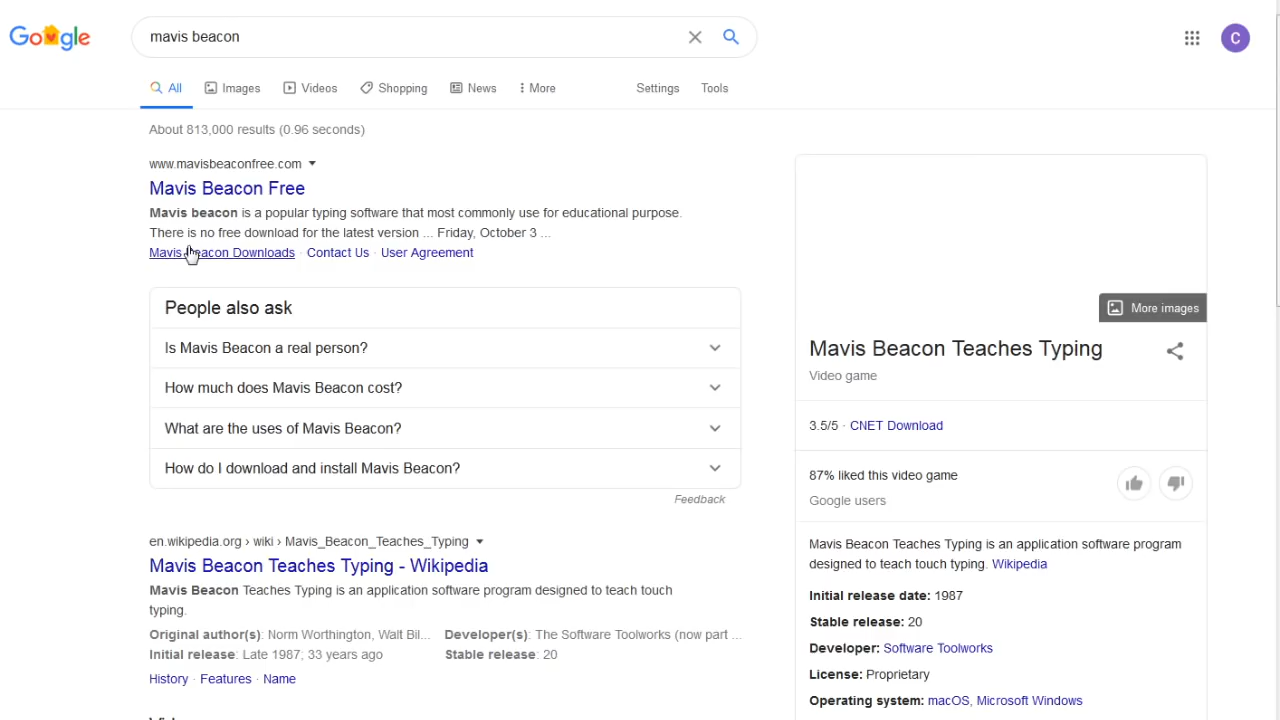 Google
mavis beacon
C
All
Images
Videos
Shopping
News
More
Settings
Tools
About 813,000 results (0.96 seconds)
www.mavisbeaconfree.com
Mavis Beacon Free
Mavis beacon is a popular typing software that most commonly use for educational purpose.
There is no free download for the latest version ... Friday, October 3 ...
Mavis Beacon Downloads · Contact Us · User Agreement
People also ask
Is Mavis Beacon a real person?
How much does Mavis Beacon cost?
What are the uses of Mavis Beacon?
How do I download and install Mavis Beacon?
Feedback
en.wikipedia.org › wiki › Mavis_Beacon_Teaches_Typing
Mavis Beacon Teaches Typing - Wikipedia
Mavis Beacon Teaches Typing is an application software program designed to teach touch
typing.
Original author(s): Norm Worthington, Walt Bil... Developer(s): The Software Toolworks (now part ...
Initial release: Late 1987; 33 years ago Stable release: 20
History · Features · Name
More images
Mavis Beacon Teaches Typing
Video game
3.5/5 · CNET Download
87% liked this video game
Google users
Mavis Beacon Teaches Typing is an application software program
designed to teach touch typing. Wikipedia
Initial release date: 1987
Stable release: 20
Developer: Software Toolworks
License: Proprietary
Operating system: macOS, Microsoft Windows